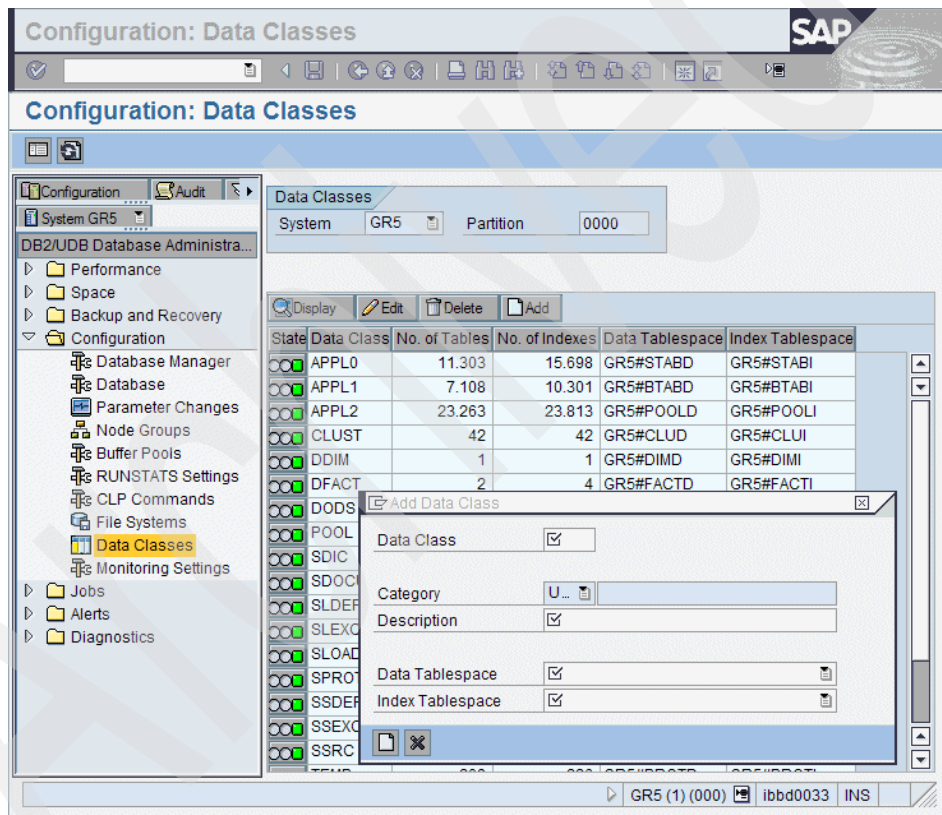 Configuration: Data Classes
SAP
Configuration: Data Classes
Configuration Audit
System GR5
DB2/UDB Database Administra...
Performance
Space
Backup and Recovery
Configuration
Database Manager
Database
Parameter Changes
Node Groups
Buffer Pools
RUNSTATS Settings
CLP Commands
File Systems
Data Classes
Monitoring Settings
Jobs
Alerts
Diagnostics
Data Classes
System GR5 Partition 0000
Display Edit Delete Add
State Data Class No. of Tables No. of Indexes Data Tablespace Index Tablespace
APPL0 11.303 15.698 GR5#STABD GR5#STABI
APPL1 7.108 10.301 GR5#BTABD GR5#BTABI
APPL2 23.263 23.813 GR5#POOLD GR5#POOLI
CLUST 42 42 GR5#CLUD GR5#CLUI
DDIM 1 1 GR5#DIMD GR5#DIMI
DFACT 2 4 GR5#FACTD GR5#FACTI
DODS
POOL
SDIC
SDOCU
SLDEF
SLEXC
SLOAD
SPROT
SSDEF
SSEXC
SSRC
Add Data Class
Data Class
Category U...
Description
Data Tablespace
Index Tablespace
GR5 (1) (000) ibbd0033 INS